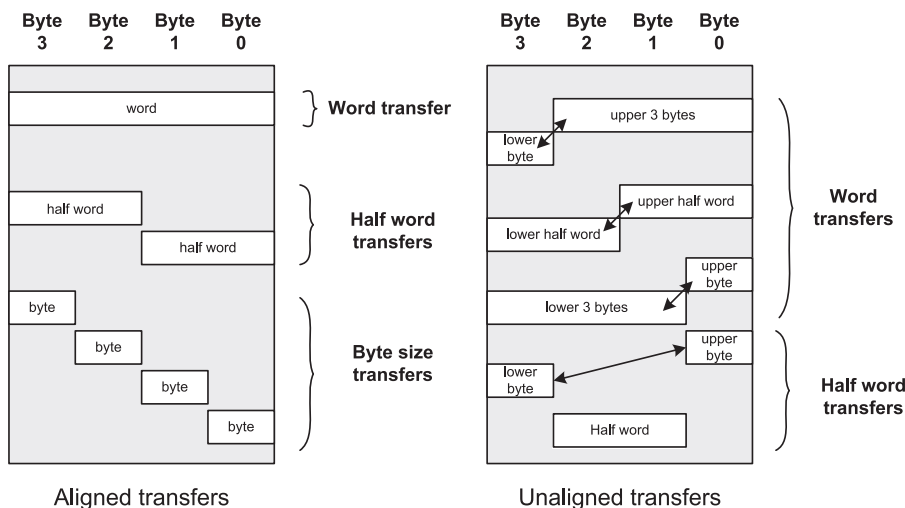 Byte 3
Byte 2
Byte 1
Byte 0
word
Word transfer
half word
half word
Half word
transfers
byte
byte
byte
byte
Byte size
transfers
Aligned transfers
Byte 3
Byte 2
Byte 1
Byte 0
upper 3 bytes
lower
byte
upper half word
lower half word
upper
byte
lower 3 bytes
Word
transfers
upper
byte
lower
byte
Half word
Half word
transfers
Unaligned transfers